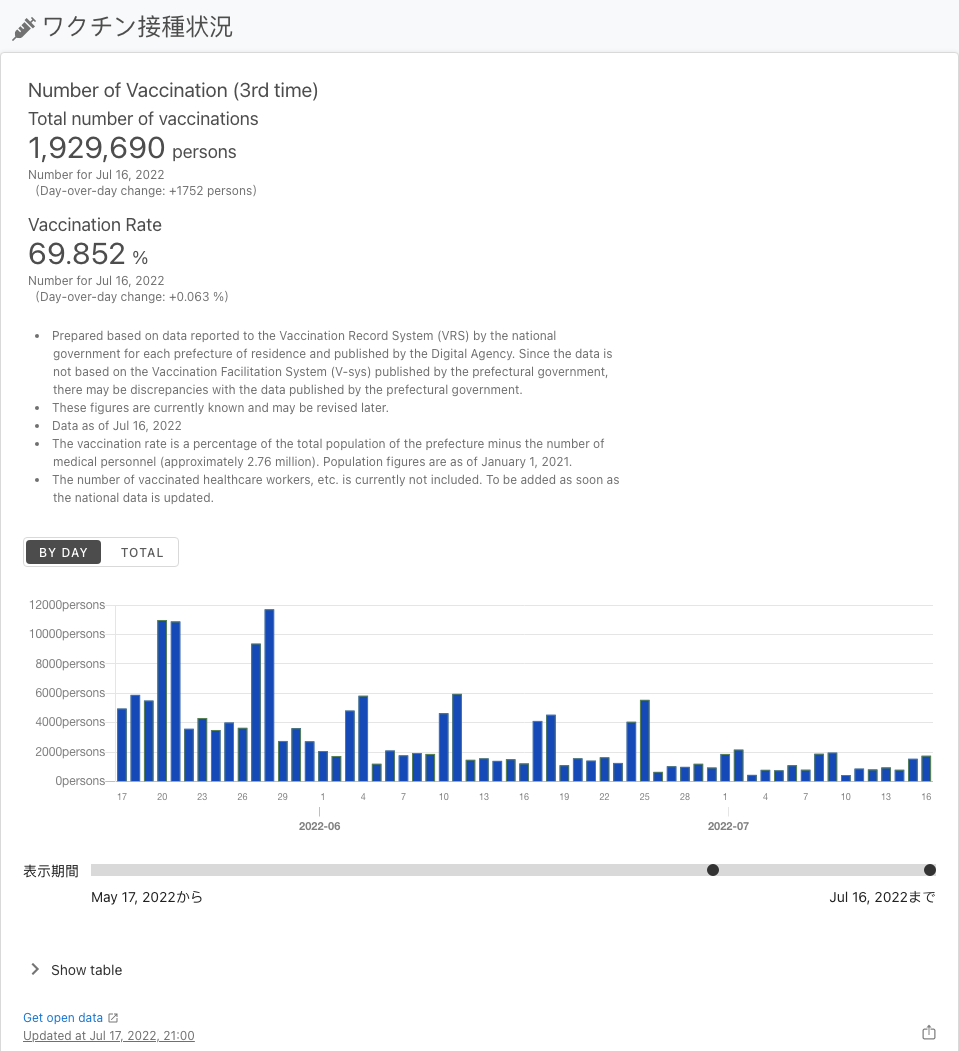 ワクチン接種状況
Number of Vaccination (3rd time)
Total number of vaccinations
1,929,690 persons
Number for Jul 16, 2022
(Day-over-day change: +1752 persons)
Vaccination Rate
69.852 %
Number for Jul 16, 2022
(Day-over-day change: +0.063 %)
• Prepared based on data reported to the Vaccination Record System (VRS) by the national
government for each prefecture of residence and published by the Digital Agency. Since the data is
not based on the Vaccination Facilitation System (V-sys) published by the prefectural government,
there may be discrepancies with the data published by the prefectural government.
• These figures are currently known and may be revised later.
• Data as of Jul 16, 2022
• The vaccination rate is a percentage of the total population of the prefecture minus the number of
medical personnel (approximately 2.76 million). Population figures are as of January 1, 2021.
• The number of vaccinated healthcare workers, etc. is currently not included. To be added as soon as
the national data is updated.
BY DAY TOTAL
12000persons
10000persons
8000persons
6000persons
4000persons
2000persons
0persons
17 20 23 26 29 1 4 7 10 13 16 19 22 25 28 1 4 7 10 13 16
2022-06 2022-07
表示期間
May 17, 2022から Jul 16, 2022まで
Show table
Get open data
Updated at Jul 17, 2022, 21:00